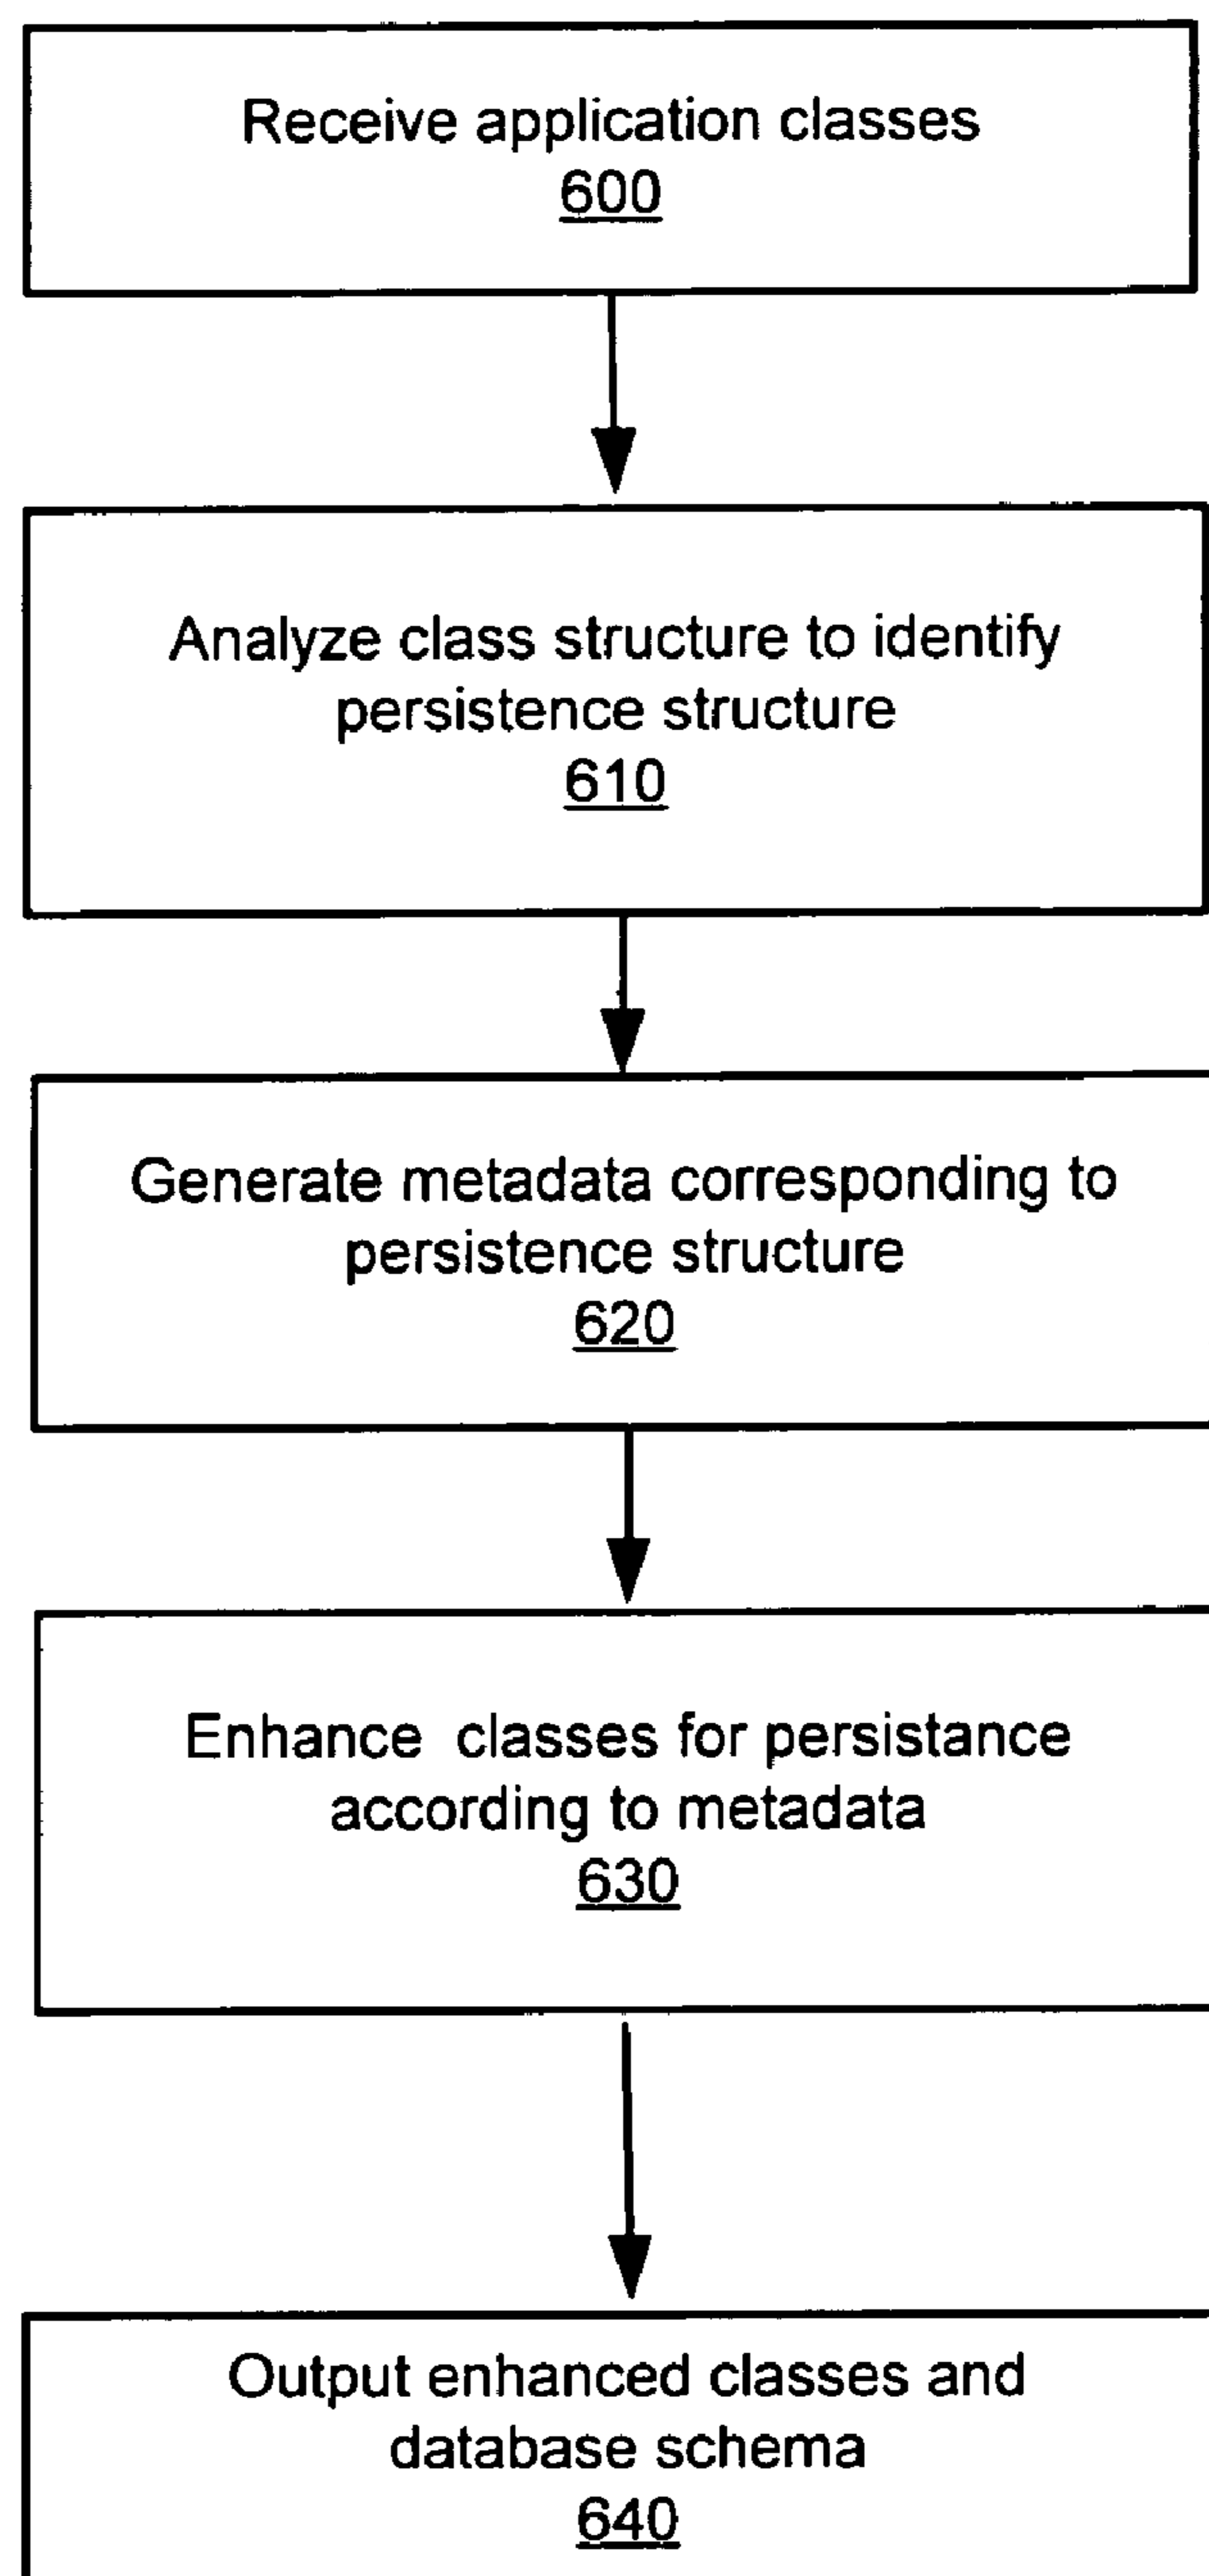 Receive application classes
600
Analyze class structure to identify
persistence structure
610
Generate metadata corresponding to
persistence structure
620
Enhance classes for persistance
according to metadata
630
Output enhanced classes and
database schema
640